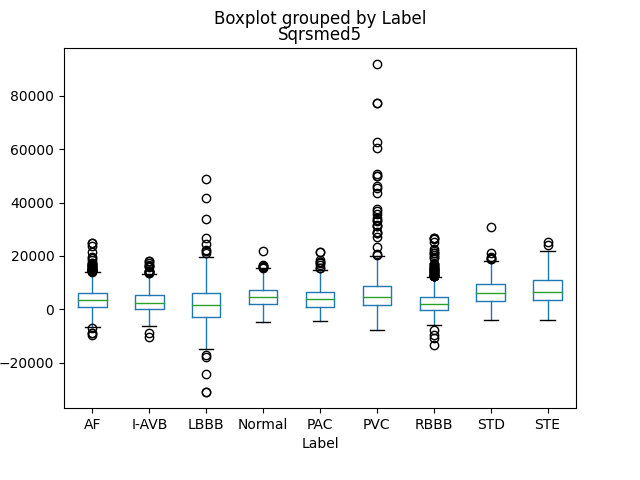 Boxplot grouped by Label
Sqrsmed5
80000
60000
40000
20000
0
−20000
AF I-AVB LBBB Normal PAC PVC RBBB STD STE
Label